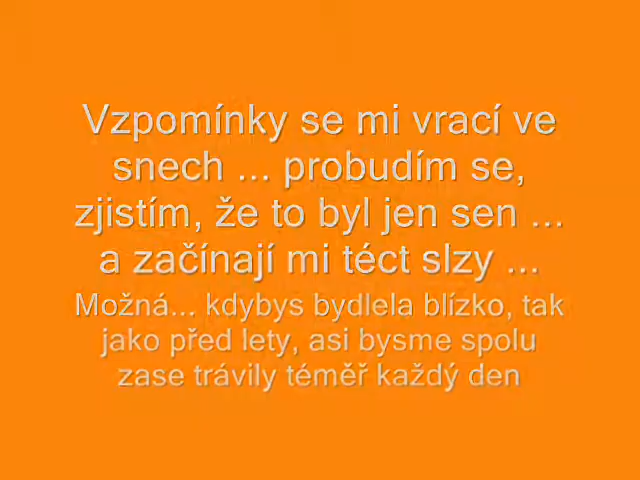 Vzpomínky se mi vrací ve
snech ... probudím se,
zjistím, že to byl jen sen ...
a začínají mi téct slzy ...
Možná... kdybys bydlela blízko, tak
jako před lety, asi bysme spolu
zase trávily téměř každý den